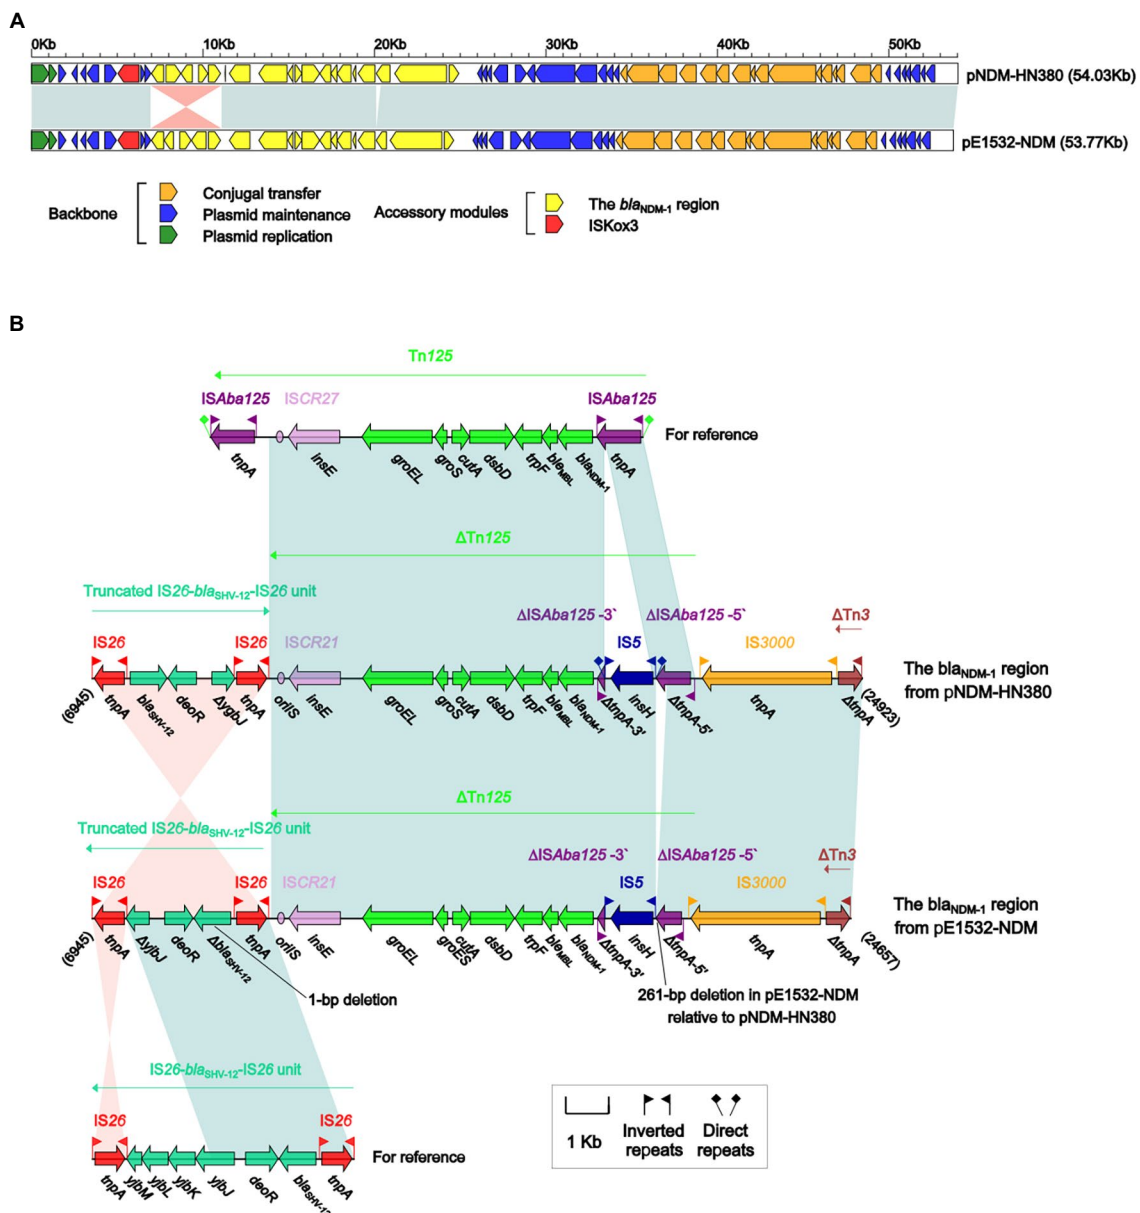 A
0Kb 10Kb 20Kb 30Kb 40Kb 50Kb
pNDM-HN380 (54.03Kb)
pE1532-NDM (53.77Kb)
Backbone
Conjugal transfer
Plasmid maintenance
Plasmid replication
Accessory modules
The blaNDM-1 region
ISKox3
B
Tn125
ISAba125 ISCR27 ISAba125
For reference
tnpA insE groEL groS cutA dsbD trpF bleMBL blaNDM-1 tnpA
ΔTn125
Truncated IS26-blaSHV-12-IS26 unit
ΔISAba125 -3` ΔISAba125 -5` ΔTn3
IS26 IS26 ISCR21 IS5 IS3000
The blaNDM-1 region
from pNDM-HN380
(6945) tnpA blaSHV-12 deoR ΔygbJ tnpA oriIS insE groEL groS cutA dsbD trpF bleMBL blaNDM-1 ΔtnpA-3' insH ΔtnpA-5' tnpA ΔtnpA (24923)
ΔTn125
Truncated IS26-blaSHV-12-IS26 unit
ΔISAba125 -3` ΔISAba125 -5` ΔTn3
IS26 IS26 ISCR21 IS5 IS3000
The blaNDM-1 region
from pE1532-NDM
(6945) tnpA ΔyjbJ deoR ΔblaSHV-12 tnpA oriIS insE groEL groES cutA dsbD trpF bleMBL blaNDM-1 ΔtnpA-3' insH ΔtnpA-5' tnpA ΔtnpA (24657)
1-bp deletion
261-bp deletion in pE1532-NDM
relative to pNDM-HN380
IS26-blaSHV-12-IS26 unit
IS26 IS26
For reference
tnpA yjbM yjbL yjbK yjbJ deoR blaSHV-12 tnpA
1 Kb
Inverted
repeats
Direct
repeats